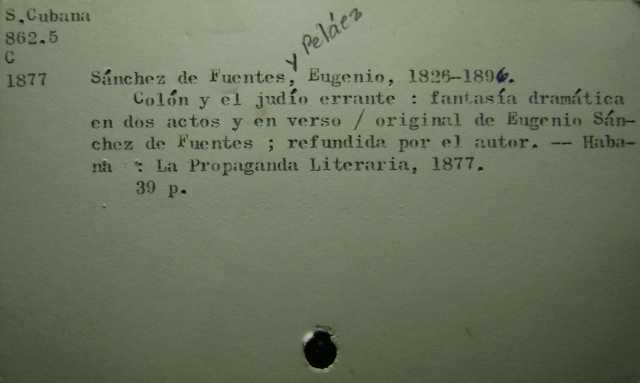 S.Cubana
862.5
C
y Peláez
1877 Sánchez de Fuentes, Eugenio, 1826-1896.
Colón y el judío errante : fantasía dramática
en dos actos y en verso / original de Eugenio Sán-
chez de Fuentes ; refundida por el autor. -- Haba-
na : La Propaganda Literaria, 1877.
39 p.